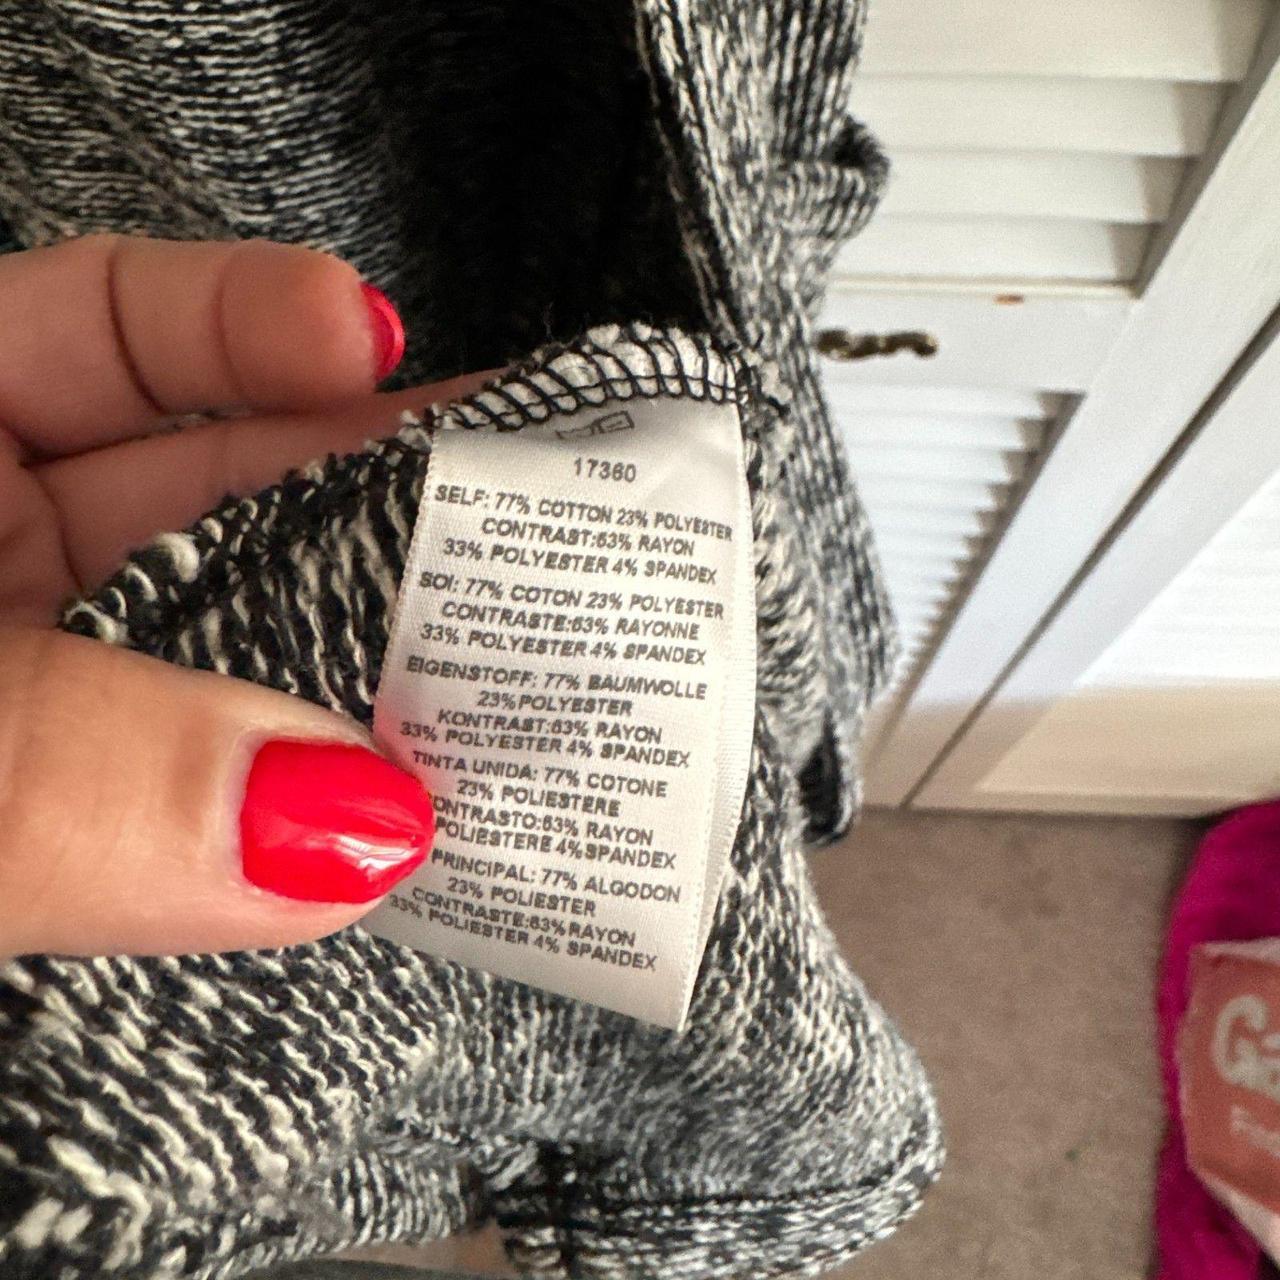 17360
SELF: 77% COTTON 23% POLYESTER
CONTRAST:63% RAYON
33% POLYESTER 4% SPANDEX
SOI: 77% COTON 23% POLYESTER
CONTRASTE:63% RAYONNE
33% POLYESTER 4% SPANDEX
EIGENSTOFF: 77% BAUMWOLLE
23%POLYESTER
KONTRAST:63% RAYON
33% POLYESTER 4% SPANDEX
TINTA UNIDA: 77% COTONE
23% POLIESTERE
ONTRASTO:63% RAYON
POLIESTERE 4%SPANDEX
PRINCIPAL: 77% ALGODON
23% POLIESTER
CONTRASTE:63%RAYON
33% POLIESTER 4% SPANDEX